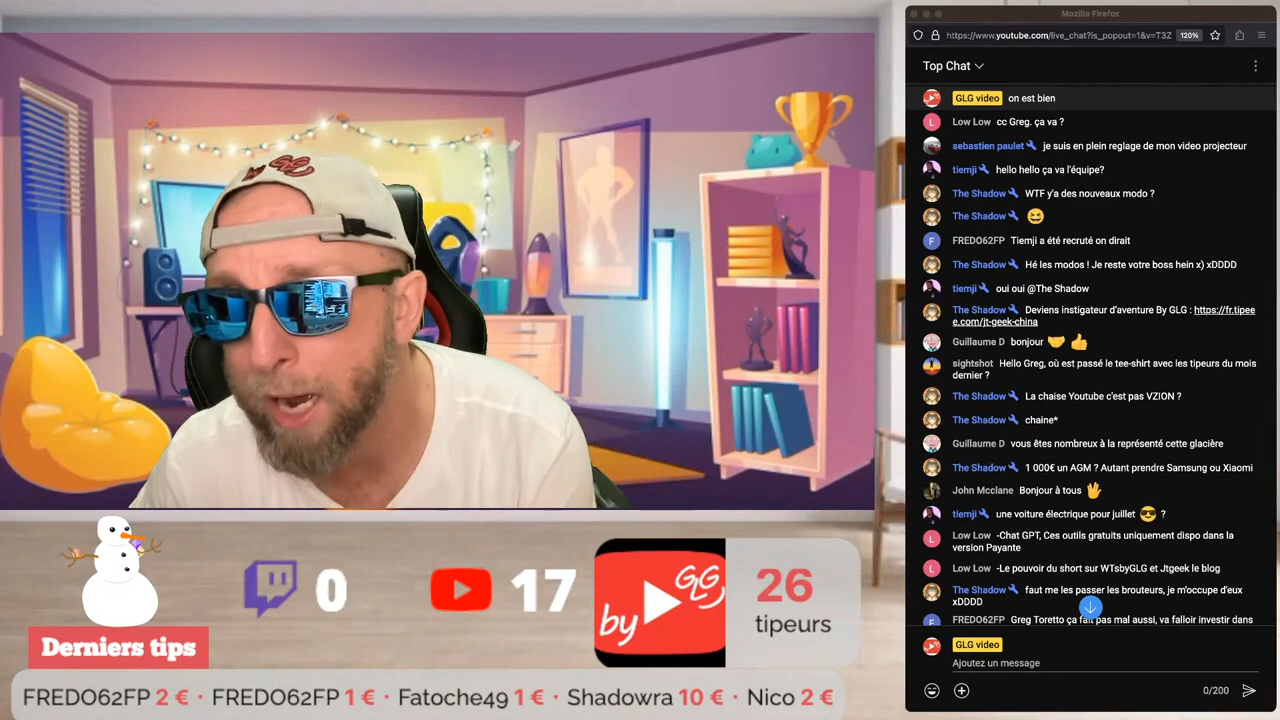 Mozilla Firefox
https://www.youtube.com/live_chat?is_popout=1&v=T3Z
120%
Top Chat
GLG video on est bien
Low Low cc Greg. ça va ?
sebastien paulet je suis en plein reglage de mon video projecteur
tiemji hello hello ça va l'équipe?
The Shadow WTF y'a des nouveaux modo ?
The Shadow 😆
FREDO62FP Tiemji a été recruté on dirait
The Shadow Hé les modos ! Je reste votre boss hein x) xDDDD
tiemji oui oui @The Shadow
The Shadow Deviens instigateur d'aventure By GLG : https://fr.tipee
e.com/jt-geek-china
Guillaume D bonjour 🤝 👍
sightshot Hello Greg, où est passé le tee-shirt avec les tipeurs du mois
dernier ?
The Shadow La chaise Youtube c'est pas VZION ?
The Shadow chaine*
Guillaume D vous êtes nombreux à la représenté cette glacière
The Shadow 1 000€ un AGM ? Autant prendre Samsung ou Xiaomi
John Mcclane Bonjour à tous 🖖
tiemji une voiture électrique pour juillet 😎 ?
Low Low -Chat GPT, Ces outils gratuits uniquement dispo dans la
version Payante
Low Low -Le pouvoir du short sur WTsbyGLG et Jtgeek le blog
The Shadow faut me les passer les brouteurs, je m'occupe d'eux
xDDDD
FREDO62FP Greg Toretto ça fait pas mal aussi, va falloir investir dans
GLG video
Ajoutez un message
0/200
0
17
by GLG
26
tipeurs
Derniers tips
FREDO62FP 2 € · FREDO62FP 1 € · Fatoche49 1 € · Shadowra 10 € · Nico 2 €